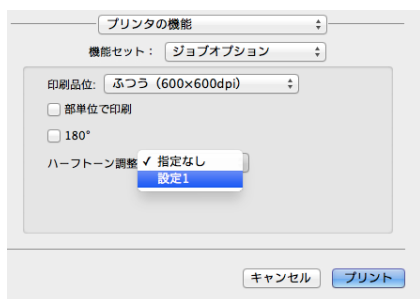 プリンタの機能
機能セット： ジョブオプション
印刷品位: ふつう（600×600dpi）
部単位で印刷
180°
ハーフトーン調整 ✓ 指定なし
設定1
キャンセル プリント